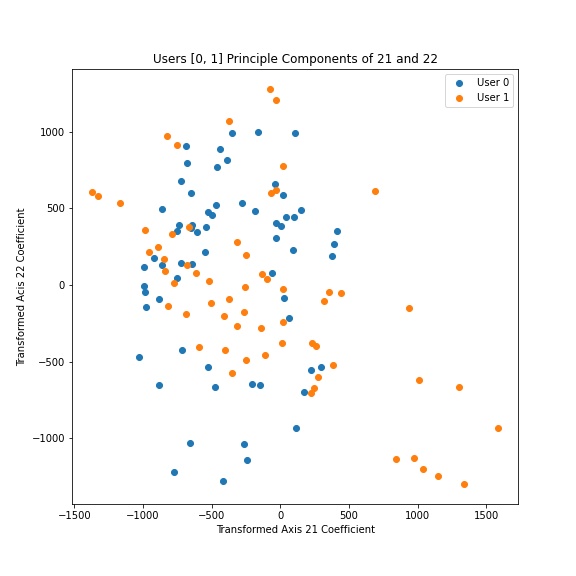 Users [0, 1] Principle Components of 21 and 22
User 0
User 1
Transformed Acis 22 Coefficient
1000
500
0
−500
−1000
−1500
−1000
−500
0
500
1000
1500
Transformed Axis 21 Coefficient